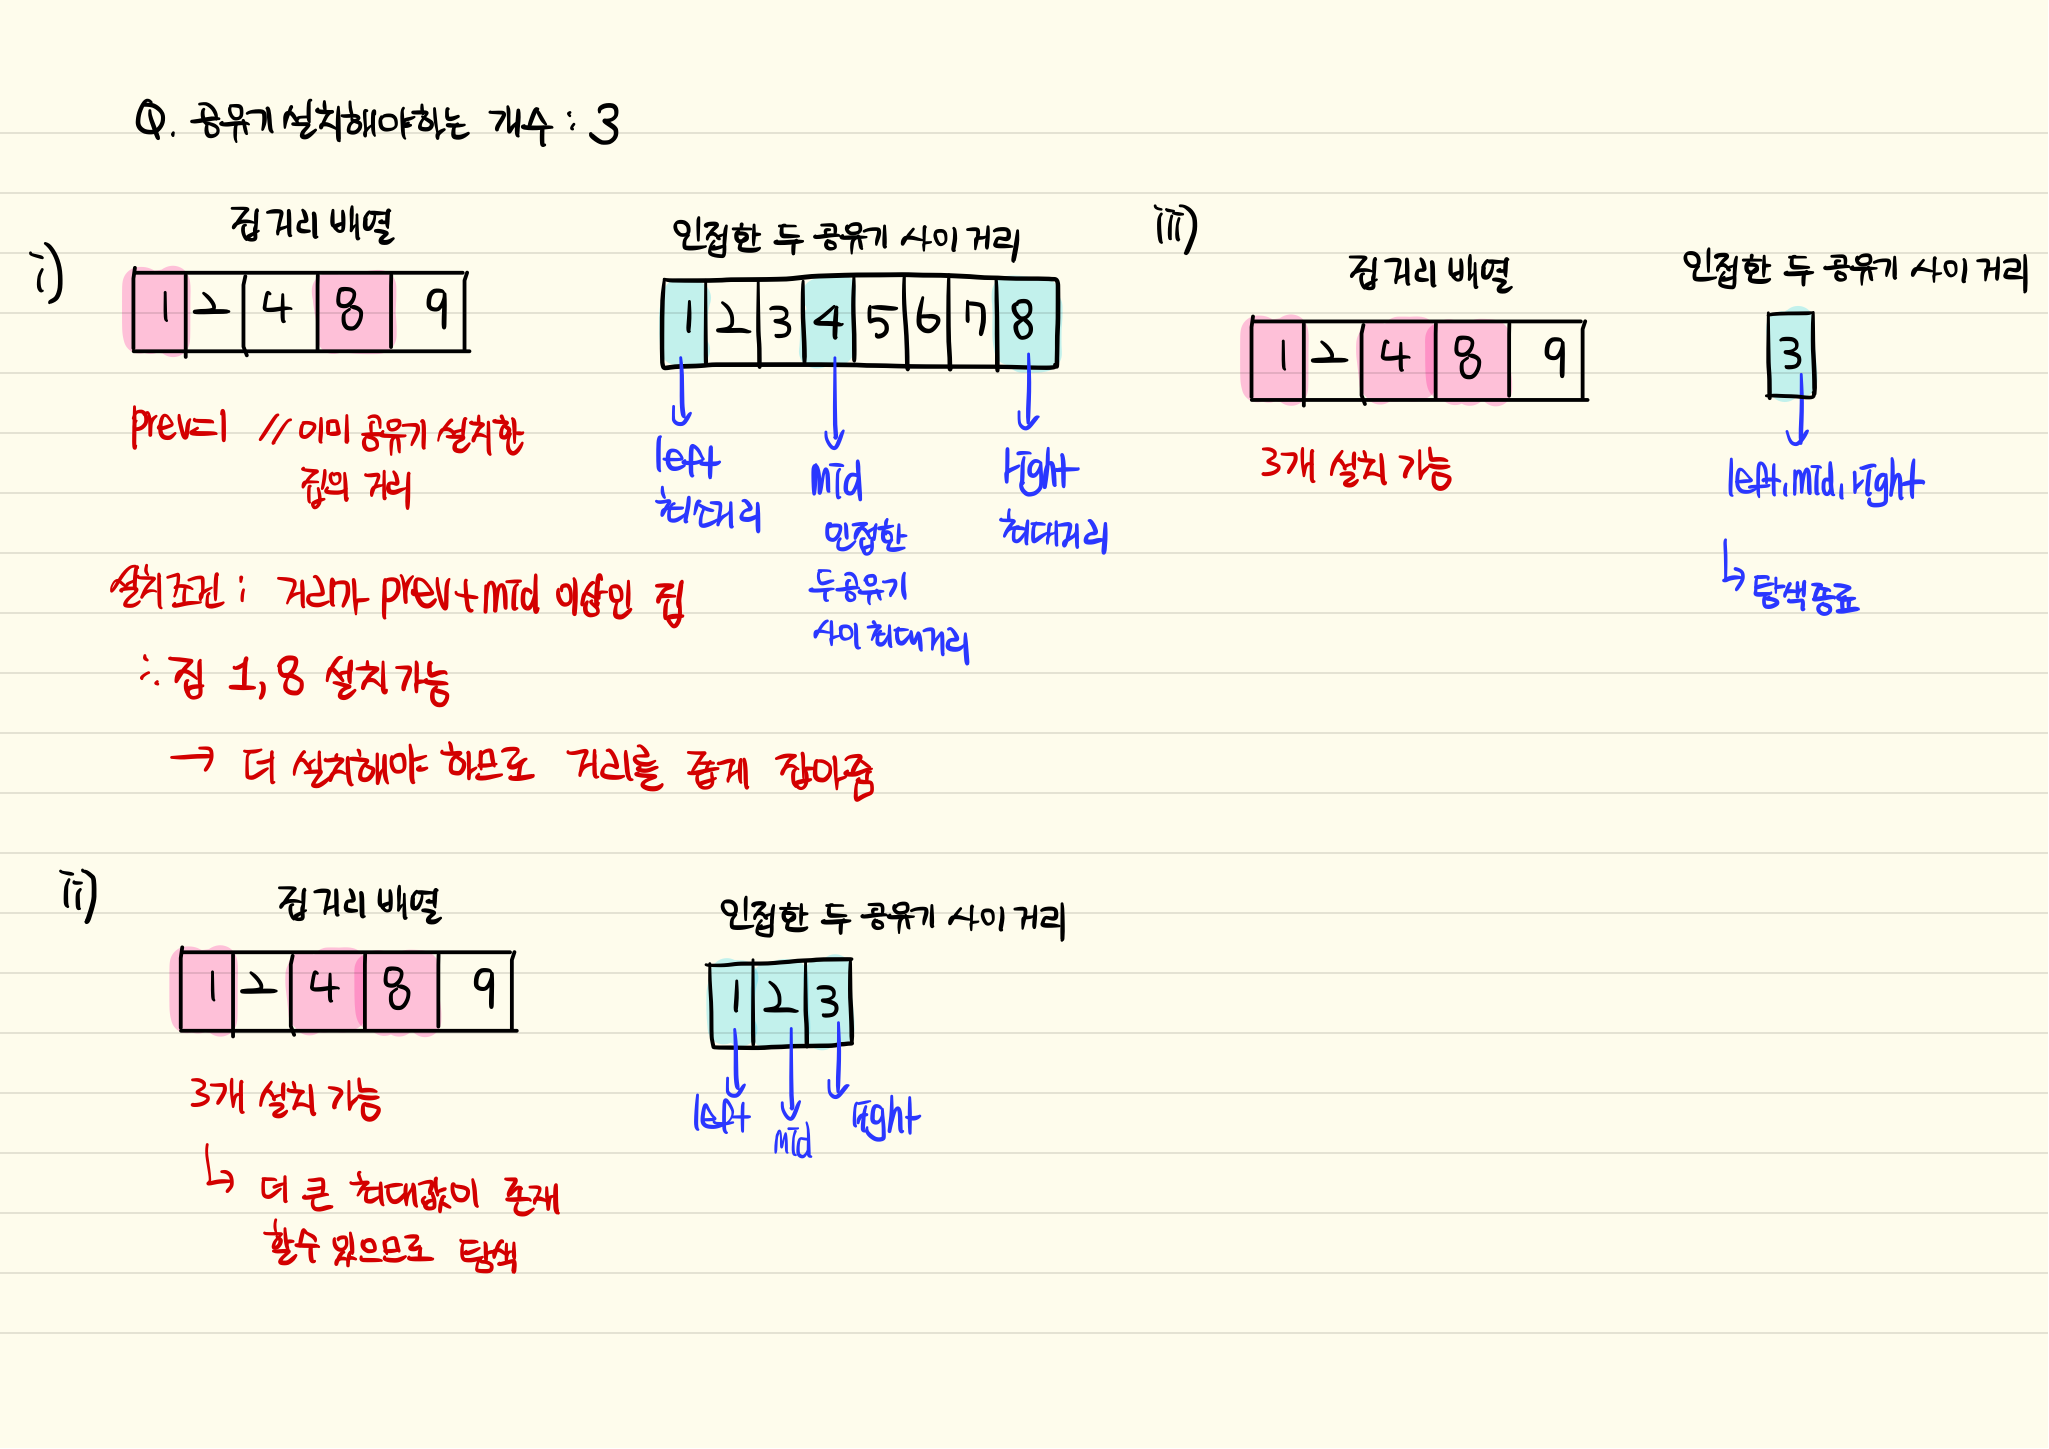 Q. 공유기 설치해야하는 개수 : 3
i)
집 거리 배열
1 2 4 8 9
prev=1 // 이미 공유기 설치한
집의 거리
인접한 두 공유기 사이 거리
1 2 3 4 5 6 7 8
left
최소거리
mid
인접한
두 공유기
사이 최대거리
right
최대거리
설치조건 : 거리가 prev+mid 이상인 집
∴ 집 1, 8 설치 가능
→ 더 설치해야 하므로 거리를 좁게 잡아줌
ii)
집 거리 배열
1 2 4 8 9
3개 설치 가능
↳ 더 큰 최대값이 존재
할수 있으므로 탐색
인접한 두 공유기 사이 거리
1 2 3
left
mid
right
iii)
집 거리 배열
1 2 4 8 9
3개 설치 가능
인접한 두 공유기 사이 거리
3
left, mid, right
↳ 탐색종료